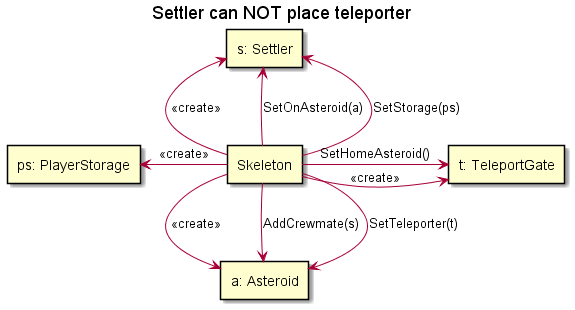 Settler can NOT place teleporter
s: Settler
«create»
SetOnAsteroid(a)
SetStorage(ps)
ps: PlayerStorage
«create»
Skeleton
SetHomeAsteroid()
«create»
t: TeleportGate
«create»
AddCrewmate(s)
SetTeleporter(t)
a: Asteroid